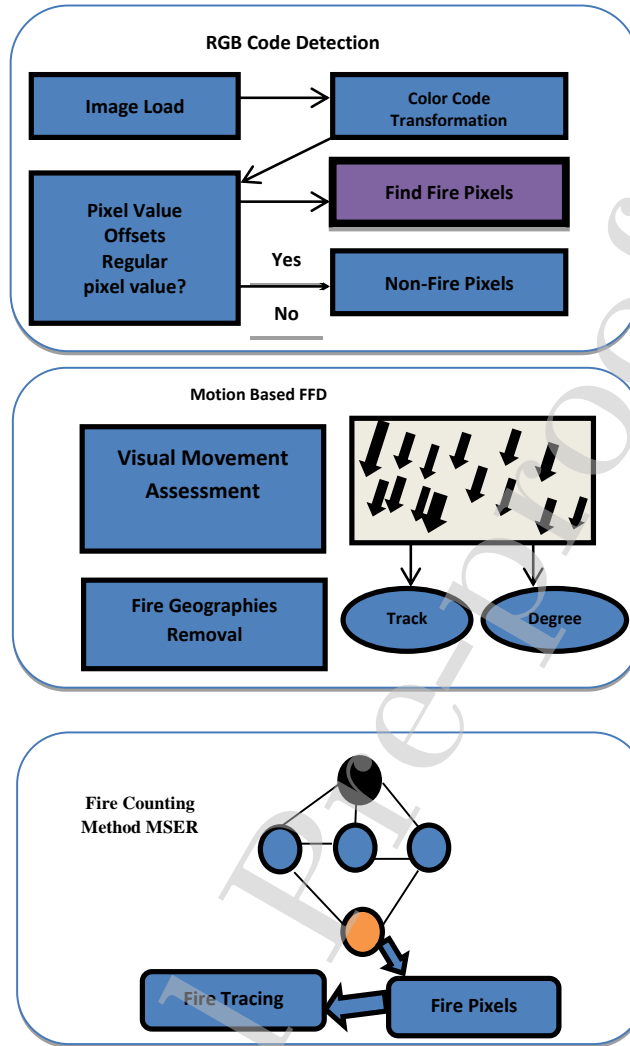 RGB Code Detection
Image Load
Color Code
Transformation
Pixel Value
Offsets
Regular
pixel value?
Find Fire Pixels
Yes
Non-Fire Pixels
No
Motion Based FFD
Visual Movement
Assessment
Fire Geographies
Removal
Track
Degree
Fire Counting
Method MSER
Fire Tracing
Fire Pixels
l Pre-proof